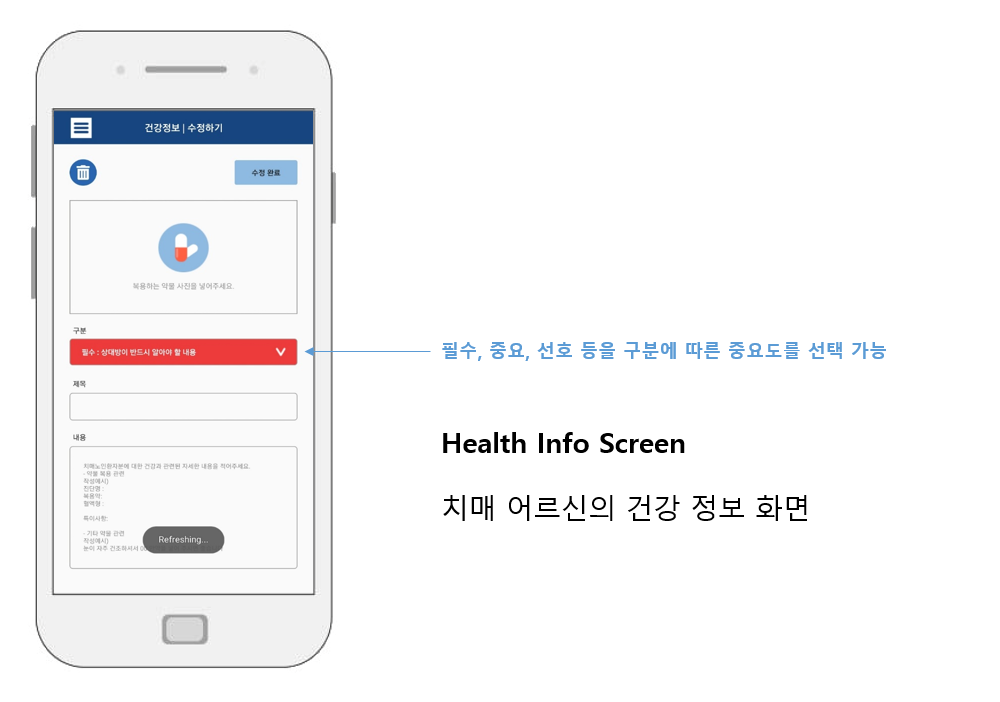 건강정보 | 수정하기
수정 완료
복용하는 약물 사진을 넣어주세요.
구분
필수 : 상대방이 반드시 알아야 할 내용
필수, 중요, 선호 등을 구분에 따른 중요도를 선택 가능
제목
내용
치매노인환자분에 대한 건강과 관련된 자세한 내용을 적어주세요.
- 약물 복용 관련
작성예시)
진단명 :
복용약:
혈액형 :
특이사항:
- 기타 약물 관련
작성예시)
눈이 자주 건조하셔서
Refreshing...
Health Info Screen
치매 어르신의 건강 정보 화면